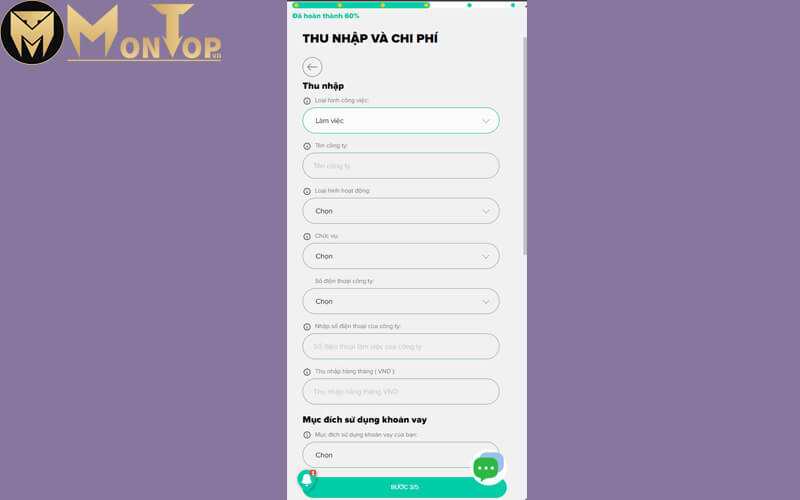 MONTOP.VN
Đã hoàn thành 60%
THU NHẬP VÀ CHI PHÍ
Thu nhập
Loại hình công việc:
Làm việc
Tên công ty:
Tên công ty
Loại hình hoạt động:
Chọn
Chức vụ:
Chọn
Số điện thoại công ty:
Chọn
Nhập số điện thoại của công ty:
Số điện thoại làm việc của công ty
Thu nhập hàng tháng ( VND ):
Thu nhập hàng tháng VND
Mục đích sử dụng khoản vay
Mục đích sử dụng khoản vay của bạn:
Chọn
1
BƯỚC 3/5